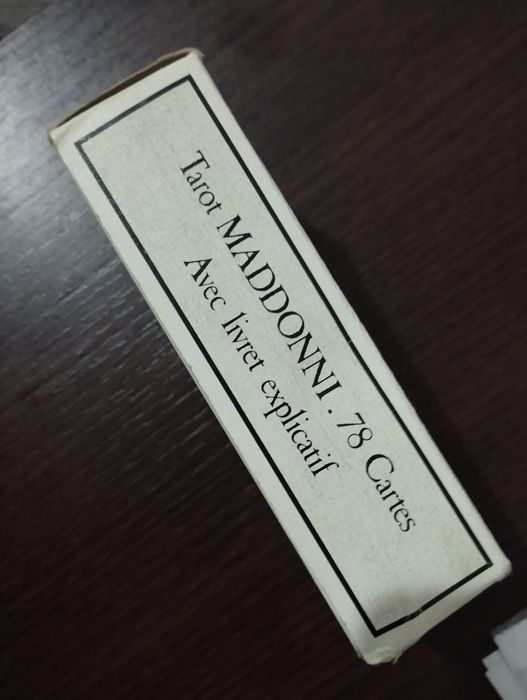 Tarot MADDONNI . 78 Cartes
Avec livret explicatif